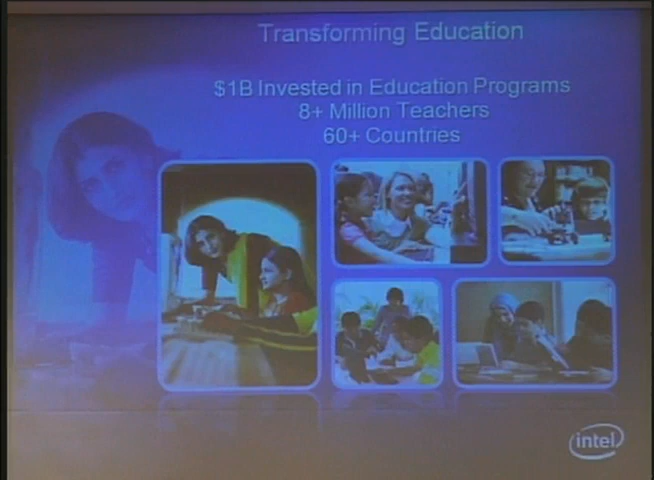 Transforming Education
$1B Invested in Education Programs
8+ Million Teachers
60+ Countries
intel